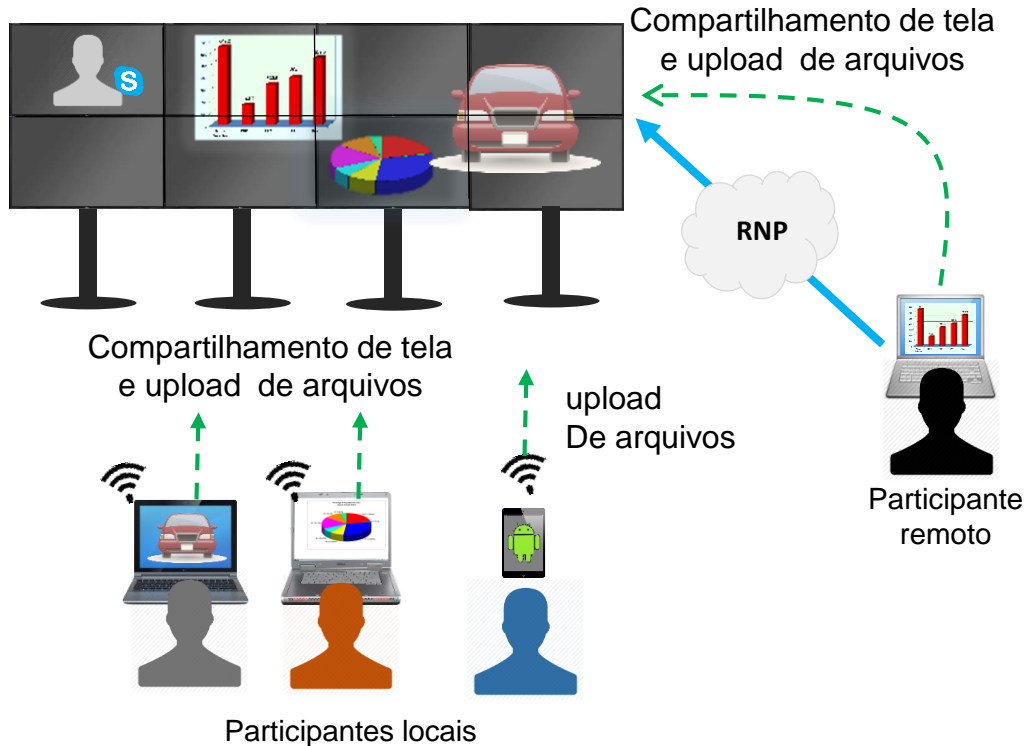 Compartilhamento de tela
e upload de arquivos
S
RNP
Compartilhamento de tela
e upload de arquivos
upload
De arquivos
Participante
remoto
Participantes locais